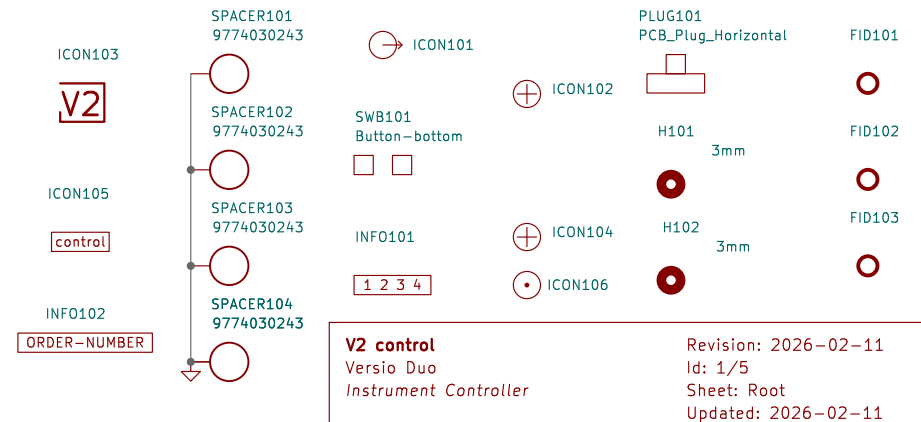 SPACER101
9774030243
PLUG101
PCB_Plug_Horizontal
FID101
ICON101
ICON103
V2
ICON102
SPACER102
9774030243
SWB101
Button-bottom
H101
3mm
FID102
ICON105
control
SPACER103
9774030243
INFO101
1 2 3 4
ICON104
H102
3mm
FID103
ICON106
INFO102
ORDER-NUMBER
SPACER104
9774030243
V2 control
Versio Duo
Instrument Controller
Revision: 2026-02-11
Id: 1/5
Sheet: Root
Updated: 2026-02-11